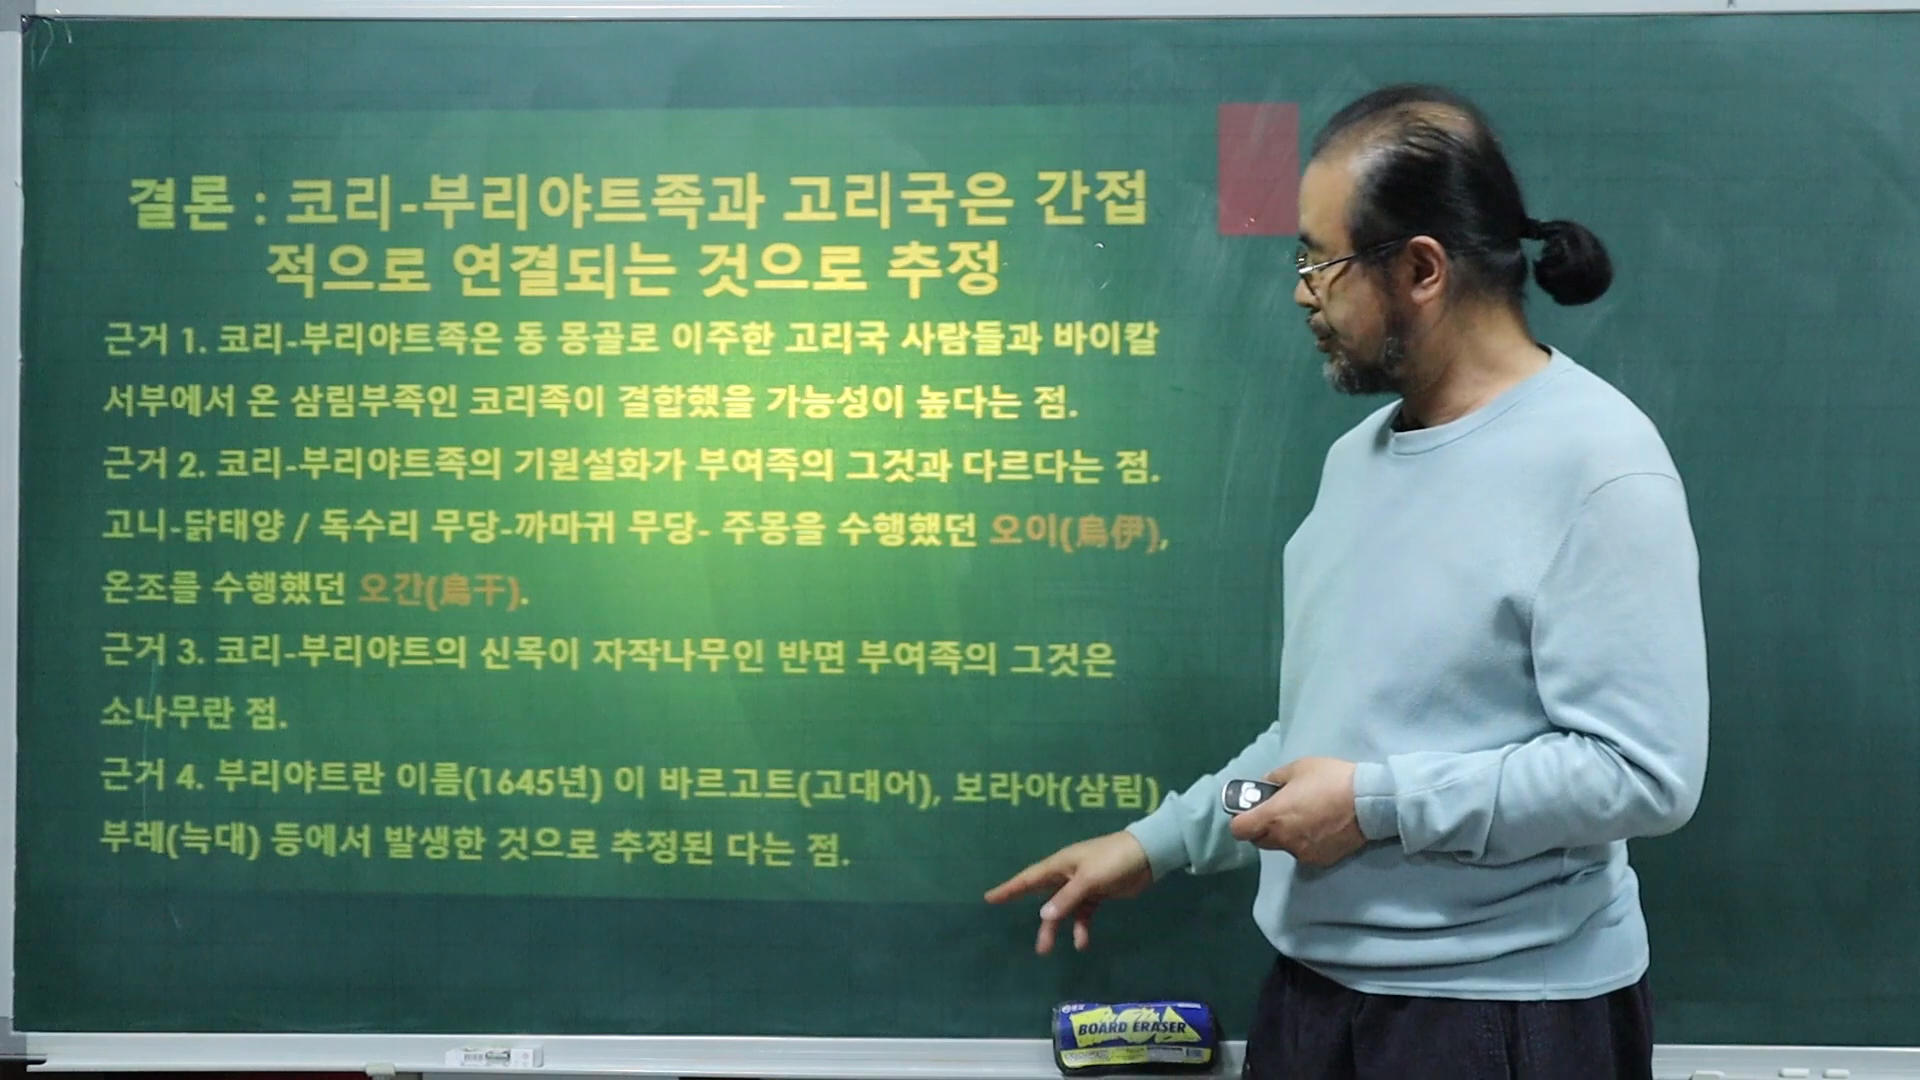 결론 : 코리-부리야트족과 고리국은 간접
적으로 연결되는 것으로 추정
근거 1. 코리-부리야트족은 동 몽골로 이주한 고리국 사람들과 바이칼
서부에서 온 삼림부족인 코리족이 결합했을 가능성이 높다는 점.
근거 2. 코리-부리야트족의 기원설화가 부여족의 그것과 다르다는 점.
고니-닭태양 / 독수리 무당-까마귀 무당- 주몽을 수행했던 오이(烏伊),
온조를 수행했던 오간(烏干).
근거 3. 코리-부리야트의 신목이 자작나무인 반면 부여족의 그것은
소나무란 점.
근거 4. 부리야트란 이름(1645년) 이 바르고트(고대어), 보라아(삼림)
부레(늑대) 등에서 발생한 것으로 추정된 다는 점.
BOARD ERASER